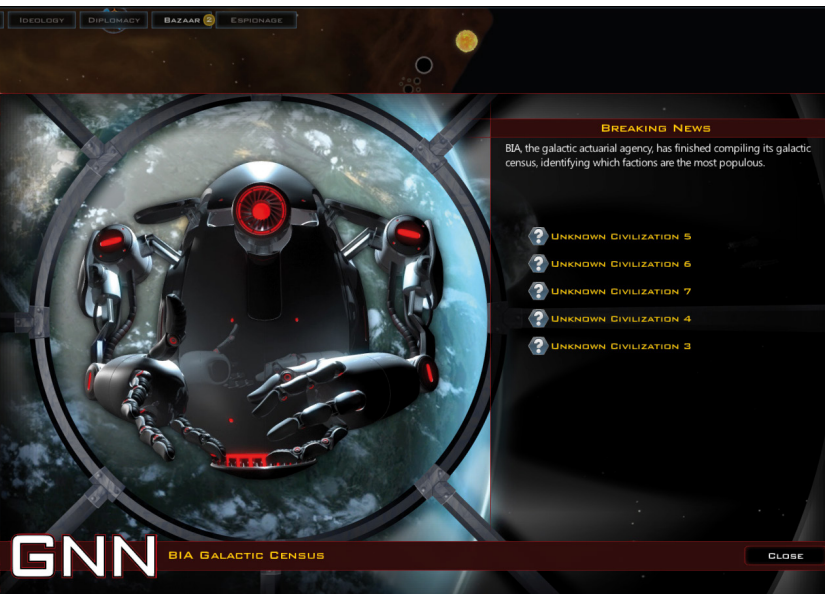 Ideology Diplomacy Bazaar 2 Espionage
Breaking News
BIA, the galactic actuarial agency, has finished compiling its galactic
census, identifying which factions are the most populous.
? Unknown Civilization 5
? Unknown Civilization 6
? Unknown Civilization 7
? Unknown Civilization 4
? Unknown Civilization 3
GNN BIA Galactic Census Close